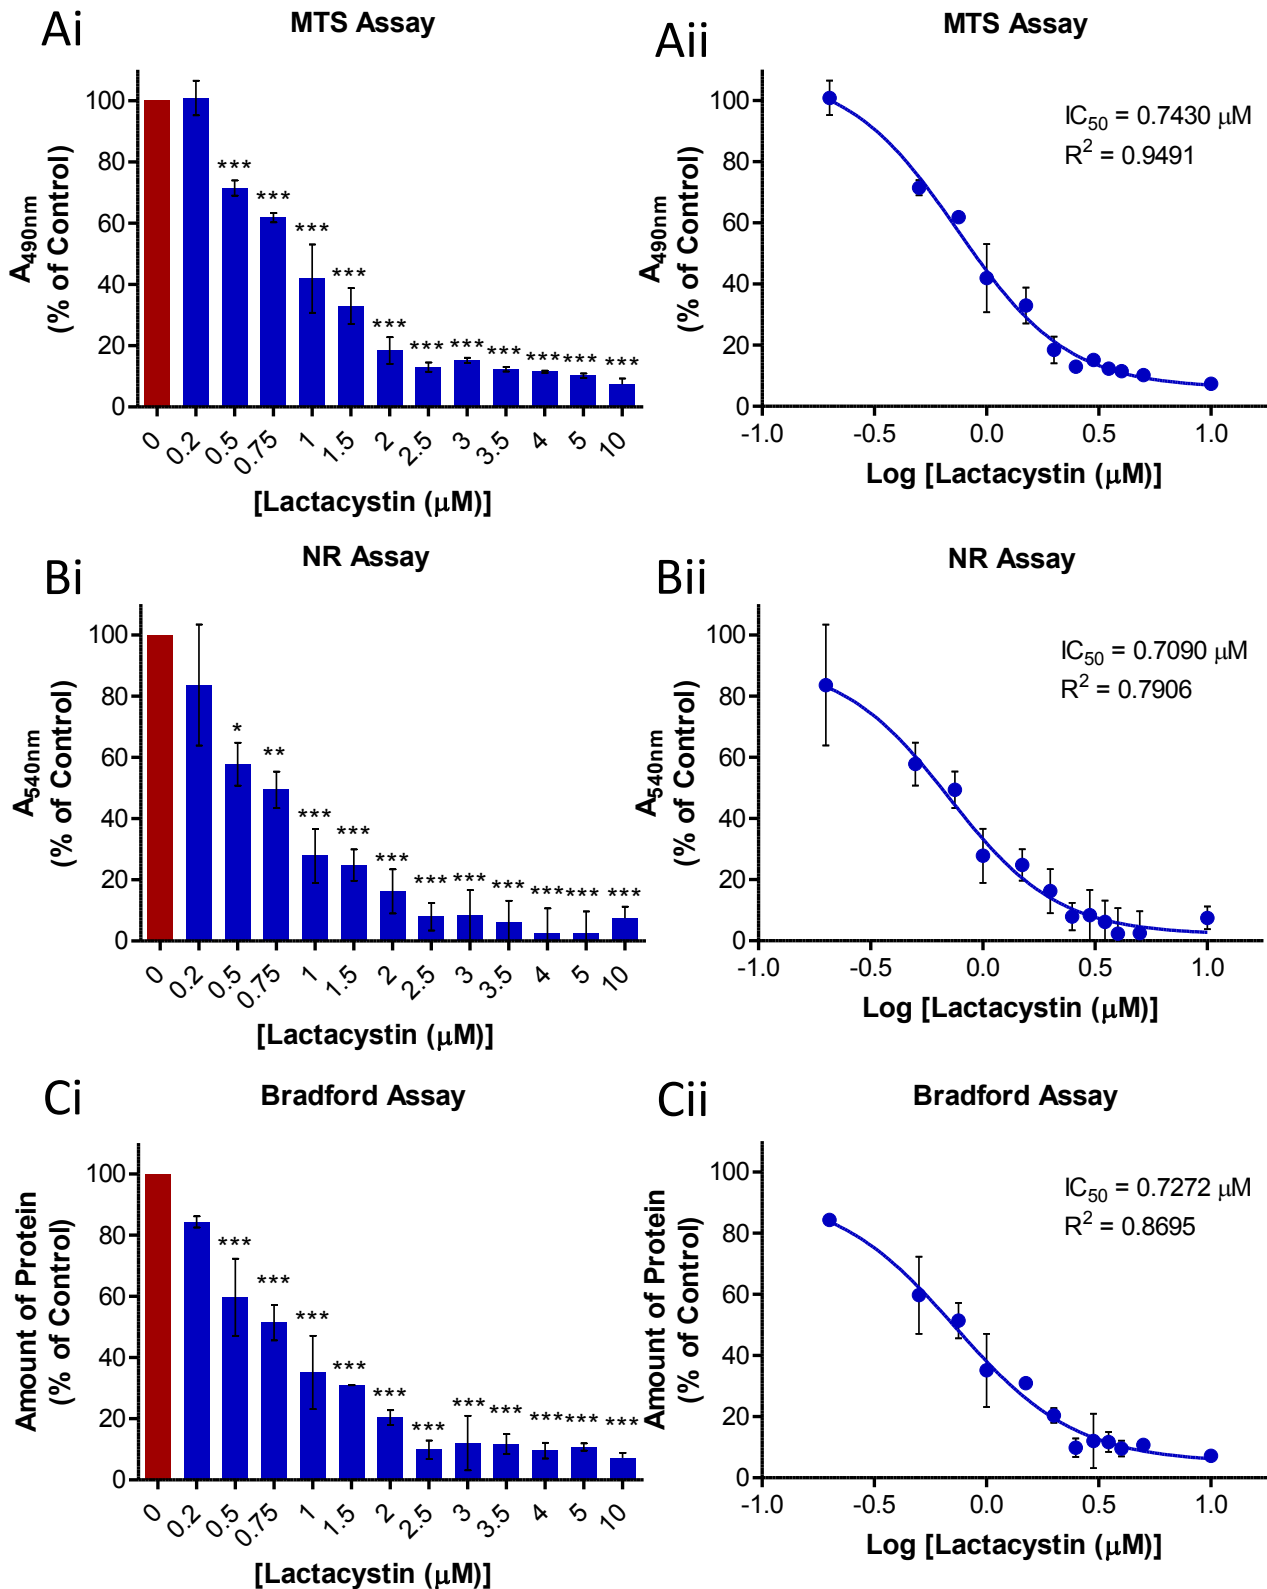 Ai
MTS Assay
A490nm
(% of Control)
100
80
60
40
20
0
*** *** *** *** *** *** *** *** *** *** ***
0 0.2 0.5 0.75 1 1.5 2 2.5 3 3.5 4 5 10
[Lactacystin (μM)]
Aii
MTS Assay
A490nm
(% of Control)
100
80
60
40
20
0
IC50 = 0.7430 μM
R2 = 0.9491
-1.0 -0.5 0.0 0.5 1.0
Log [Lactacystin (μM)]
Bi
NR Assay
A540nm
(% of Control)
100
80
60
40
20
0
* ** *** *** *** *** *** *** *** *** ***
0 0.2 0.5 0.75 1 1.5 2 2.5 3 3.5 4 5 10
[Lactacystin (μM)]
Bii
NR Assay
A540nm
(% of Control)
100
80
60
40
20
0
IC50 = 0.7090 μM
R2 = 0.7906
-1.0 -0.5 0.0 0.5 1.0
Log [Lactacystin (μM)]
Ci
Bradford Assay
Amount of Protein
(% of Control)
100
80
60
40
20
0
*** *** *** *** *** *** *** *** *** *** ***
0 0.2 0.5 0.75 1 1.5 2 2.5 3 3.5 4 5 10
[Lactacystin (μM)]
Cii
Bradford Assay
Amount of Protein
(% of Control)
100
80
60
40
20
0
IC50 = 0.7272 μM
R2 = 0.8695
-1.0 -0.5 0.0 0.5 1.0
Log [Lactacystin (μM)]